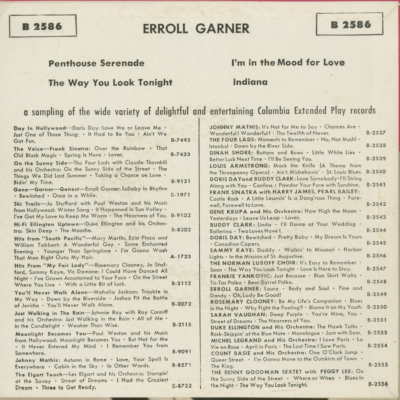 B 2586
ERROLL GARNER
B 2586
Penthouse Serenade
I'm in the Mood for Love
The Way You Look Tonight
Indiana
a sampling of the wide variety of delightful and entertaining Columbia Extended Play records
Day In Hollywood—Doris Day: Love Me or Leave Me •
Just One of Those Things • It Had to Be You • Ain't We
Got Fun. B-7493
The Voice—Frank Sinatra: Over the Rainbow • That
Old Black Magic • Spring Is Here • Lover. B-7433
On the Sunny Side—The Four Lads with Claude Thornhill
and his Orchestra: On the Sunny Side of the Street • The
Things We Did Last Summer • Taking a Chance on Love •
Bidin' My Time. B-9121
Gone—Garner—Gonest—Erroll Garner: Lullaby in Rhythm
• Bewitched • Once in a While. B-1971
Ski Trails—Jo Stafford with Paul Weston and his Music
from Hollywood: Winter Song • It Happened in Sun Valley •
I've Got My Love to Keep Me Warm • The Nearness of You. B-9102
Hi-Fi Ellington Uptown—Duke Ellington and his Orches-
tra: Skin Deep • The Mooche. B-8302
Hits from "South Pacific"—Mary Martin, Ezio Pinza and
William Tabbert: A Wonderful Guy • Some Enchanted
Evening • Younger Than Springtime • I'm Gonna Wash
That Man Right Outa My Hair. A-1733
Hits From "My Fair Lady"—Rosemary Clooney, Jo Staf-
ford, Sammy Kaye, Vic Damone: I Could Have Danced All
Night • I've Grown Accustomed to Your Face • On the Street
Where You Live • With a Little Bit of Luck. B-2112
You'll Never Walk Alone—Mahalia Jackson: Trouble in
My Way • Down by the Riverside • Joshua Fit the Battle
of Jericho • You'll Never Walk Alone. B-2072
Just Walking in the Rain—Johnnie Ray with Ray Conniff
and his Orchestra: Just Walking in the Rain • All of Me •
In the Candlelight • Weaker Than Wise. B-2115
Moonlight Becomes You—Paul Weston and his Music
from Hollywood: Moonlight Becomes You • But Not for Me
• It Never Entered My Mind • I Remember You from
Somewhere. B-9091
Johnny Mathis: Autumn in Rome • Love, Your Spell Is
Everywhere • Cabin in the Sky • Is Other Words. B-8871
The Elgart Touch—Les Elgart and his Orchestra: Stompin'
at the Savoy • Street of Dreams • I Had the Craziest
Dream • Three to Get Ready. B-8752
JOHNNY MATHIS: It's Not for Me to Say • Chances Are •
Wonderful! Wonderful! • The Twelfth of Never. B-2537
THE FOUR LADS: Moments to Remember • No, Not Much! •
Istanbul • Down by the River Side. B-2538
DINAH SHORE: Buttons and Bows • Little White Lies •
Better Luck Next Time • I'll Be Seeing You. B-2539
LOUIS ARMSTRONG: Mack the Knife (A Theme from
the Threepenny Opera) • Ain't Misbehavin' • St. Louis Blues. B-2540
DORIS DAY and BUDDY CLARK: Love Somebody • I'll String
Along with You • Confess • Powder Your Face with Sunshine. B-2541
FRANK SINATRA with HARRY JAMES, PEARL BAILEY:
Castle Rock • A Little Learnin' Is a Dang'rous Thing • Fare-
well, Farewell to Love. B-2542
GENE KRUPA and His Orchestra: How High the Moon •
Yesterdays • Leave Us Leap • Lover. B-2543
BUDDY CLARK: Linda • I'll Dance at Your Wedding •
Ballerina • Two Loves Have I. B-2544
DORIS DAY: Bewitched • Pretty Baby • My Dream Is Yours
• Canadian Capers. B-2545
SAMMY KAYE: Daddy • Walkin' to Missouri • Harbor
Lights • In the Mission of St. Augustine. B-2546
THE NORMAN LUBOFF CHOIR: It's Easy to Remember •
Soon • The Way You Look Tonight • Love Is Here to Stay. B-2547
FRANKIE YANKOVIC: Just Because • Blue Skirt Waltz •
Tic-Toc Polka • Beer Barrel Polka. B-2548
ERROLL GARNER: Laura • Body and Soul • Fine and
Dandy • Oh, Lady Be Good! B-2549
ROSEMARY CLOONEY: Be My Life's Companion • Blues
in the Night • Why Fight the Feeling? • Blame It on My Youth. B-2550
SARAH VAUGHAN: Deep Purple • You're Mine, You •
Street of Dreams • The Nearness of You. B-2551
DUKE ELLINGTON and His Orchestra: The Hawk Talks •
Rock-Skippin' at the Blue Note • Monologue • Jam with Sam. B-2553
MICHEL LEGRAND and His Orchestra: I Love Paris • La
Vie en Rose • April in Paris • The Last Time I Saw Paris. B-2554
COUNT BASIE and His Orchestra: One O'Clock Jump •
Queer Street • I'm Gonna Move to the Outskirts of Town •
The King. B-2555
THE BENNY GOODMAN SEXTET with PEGGY LEE: On
the Sunny Side of the Street • Where or When • Blues In
the Night • The Way You Look Tonight. B-2556